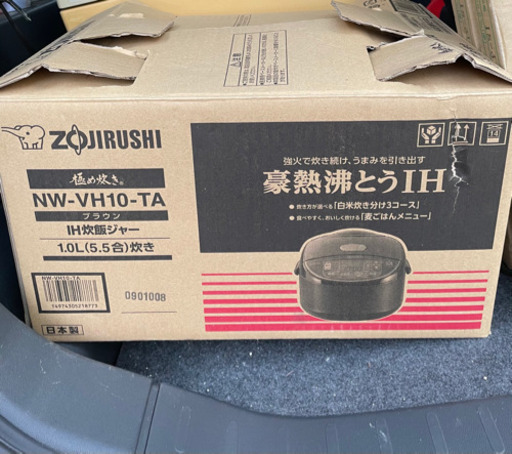 ZOJIRUSHI
極め炊き®
NW-VH10-TA
ブラウン
IH炊飯ジャー
1.0L(5.5合)炊き
NW-VH10-TA
0901008
日本製
強火で炊き続け、うまみを引き出す
豪熱沸とうIH
● 炊き方が選べる「白米炊き分け3コース」
● 食べやすく、おいしく炊ける「麦ごはんメニュー」